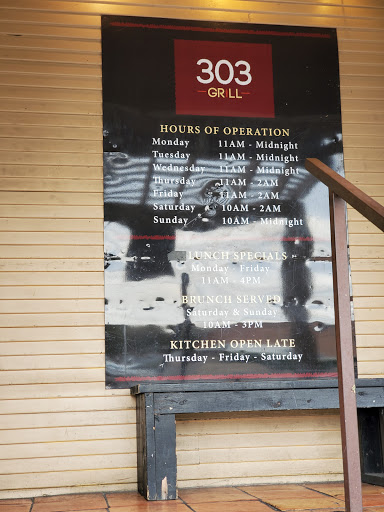 303
GRILL
HOURS OF OPERATION
Monday 11AM - Midnight
Tuesday 11AM - Midnight
Wednesday 11AM - Midnight
Thursday 11AM - 2AM
Friday 11AM - 2AM
Saturday 10AM - 2AM
Sunday 10AM - Midnight
LUNCH SPECIALS
Monday - Friday
11AM - 4PM
BRUNCH SERVED
Saturday & Sunday
10AM - 3PM
KITCHEN OPEN LATE
Thursday - Friday - Saturday